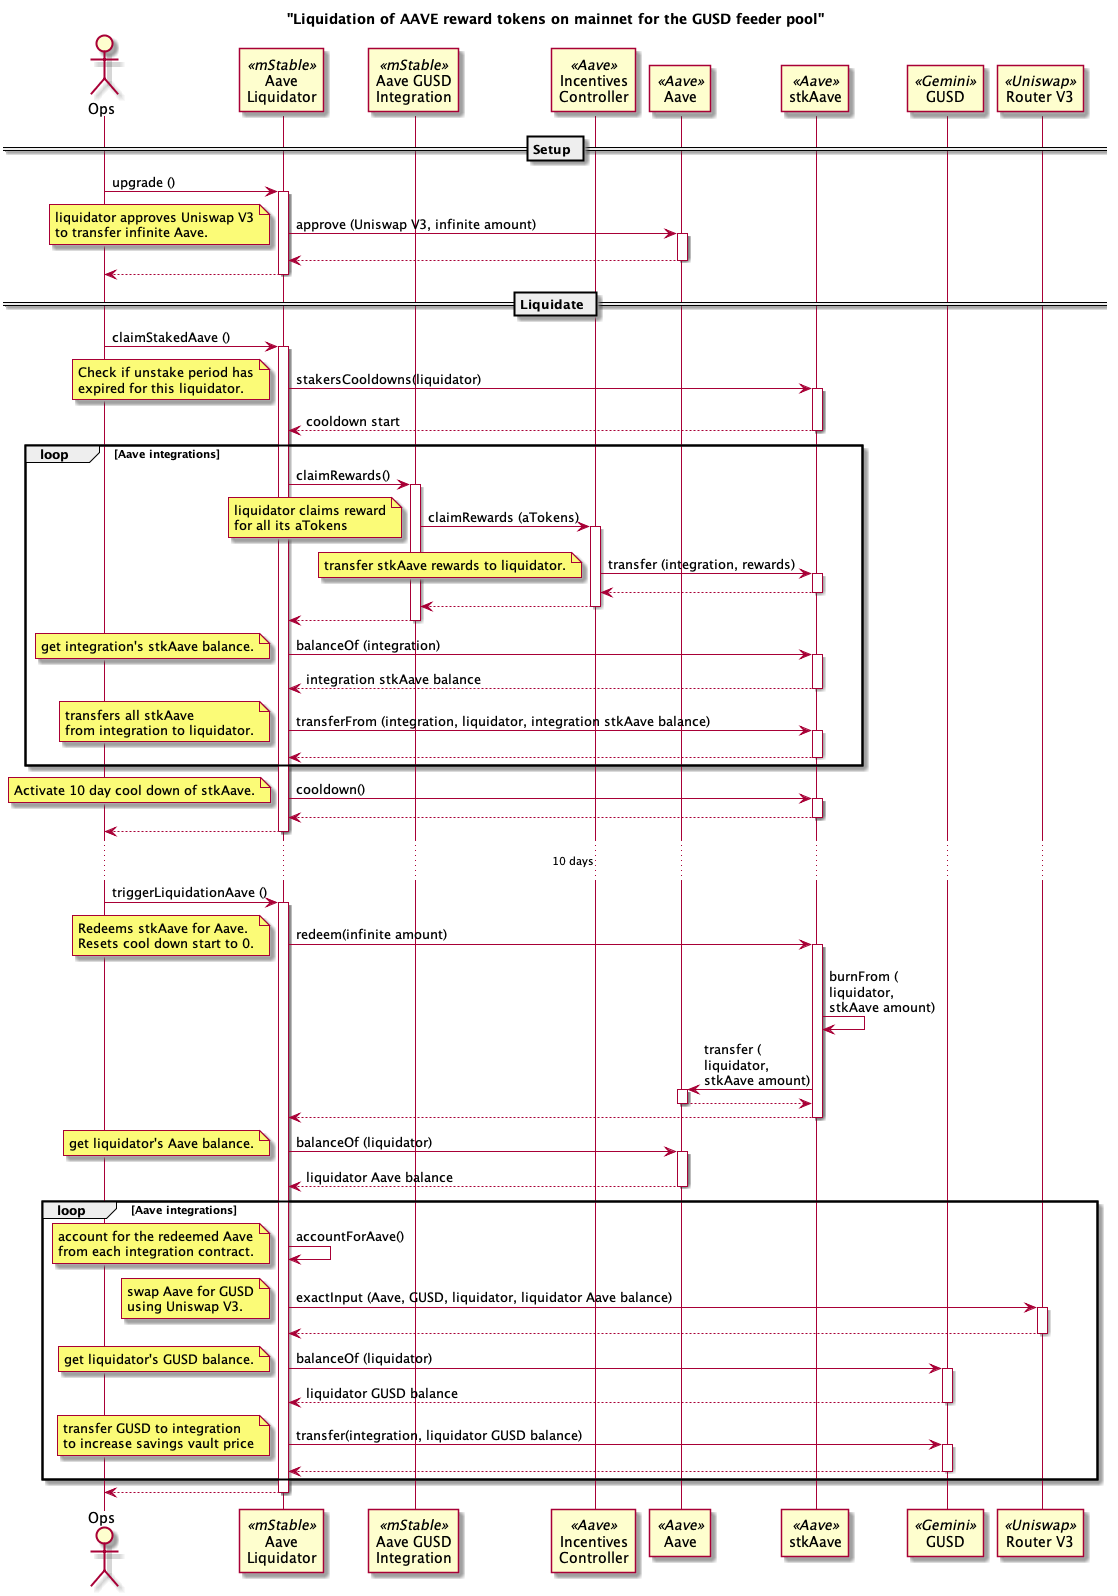 "Liquidation of AAVE reward tokens on mainnet for the GUSD feeder pool"
Ops
«mStable»
Aave
Liquidator
«mStable»
Aave GUSD
Integration
«Aave»
Incentives
Controller
«Aave»
Aave
«Aave»
stkAave
«Gemini»
GUSD
«Uniswap»
Router V3
Setup
upgrade ()
liquidator approves Uniswap V3
to transfer infinite Aave.
approve (Uniswap V3, infinite amount)
Liquidate
claimStakedAave ()
Check if unstake period has
expired for this liquidator.
stakersCooldowns(liquidator)
cooldown start
loop
[Aave integrations]
claimRewards()
liquidator claims reward
for all its aTokens
claimRewards (aTokens)
transfer stkAave rewards to liquidator.
transfer (integration, rewards)
get integration's stkAave balance.
balanceOf (integration)
integration stkAave balance
transfers all stkAave
from integration to liquidator.
transferFrom (integration, liquidator, integration stkAave balance)
Activate 10 day cool down of stkAave.
cooldown()
10 days
triggerLiquidationAave ()
Redeems stkAave for Aave.
Resets cool down start to 0.
redeem(infinite amount)
burnFrom (
liquidator,
stkAave amount)
transfer (
liquidator,
stkAave amount)
get liquidator's Aave balance.
balanceOf (liquidator)
liquidator Aave balance
loop
[Aave integrations]
account for the redeemed Aave
from each integration contract.
accountForAave()
swap Aave for GUSD
using Uniswap V3.
exactInput (Aave, GUSD, liquidator, liquidator Aave balance)
get liquidator's GUSD balance.
balanceOf (liquidator)
liquidator GUSD balance
transfer GUSD to integration
to increase savings vault price
transfer(integration, liquidator GUSD balance)
Ops
«mStable»
Aave
Liquidator
«mStable»
Aave GUSD
Integration
«Aave»
Incentives
Controller
«Aave»
Aave
«Aave»
stkAave
«Gemini»
GUSD
«Uniswap»
Router V3